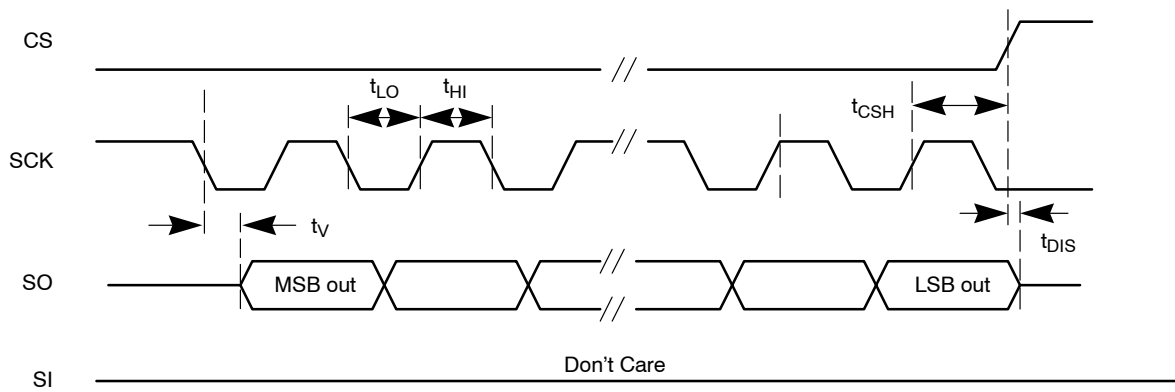 CS
tLO
tHI
tCSH
SCK
tV
tDIS
SO
MSB out
LSB out
Don't Care
SI